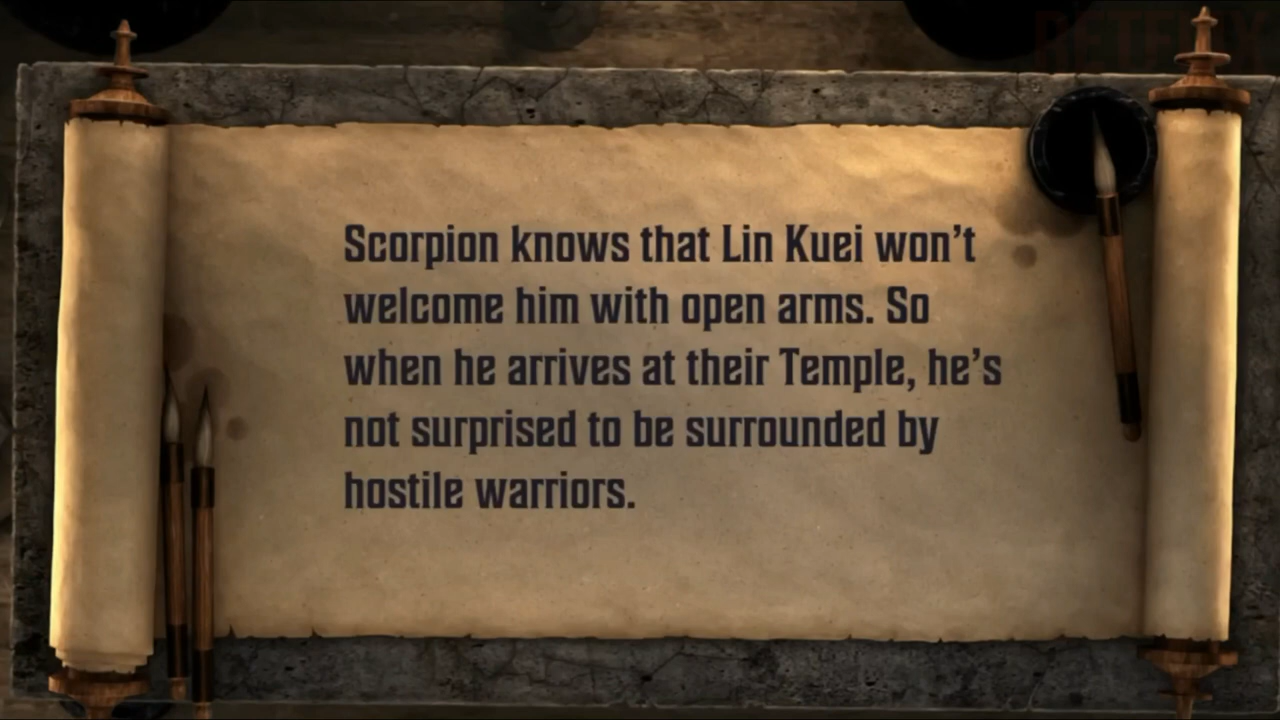 Scorpion knows that Lin Kuei won’t
welcome him with open arms. So
when he arrives at their Temple, he’s
not surprised to be surrounded by
hostile warriors.